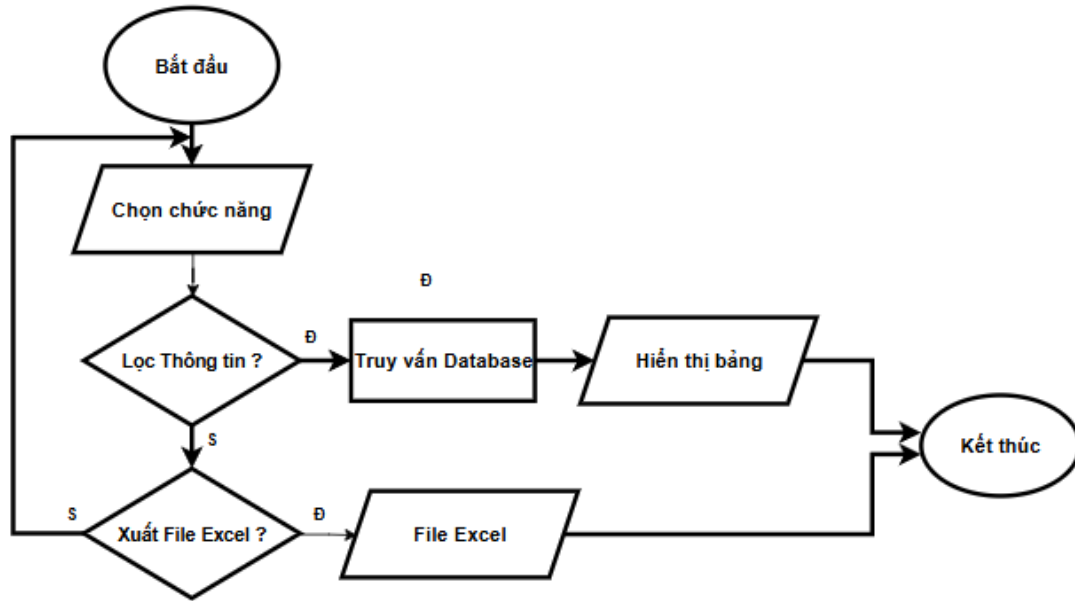 Bắt đầu
Chọn chức năng
Đ
Lọc Thông tin ?
Đ
Truy vấn Database
Hiển thị bảng
Kết thúc
S
S
Xuất File Excel ?
Đ
File Excel